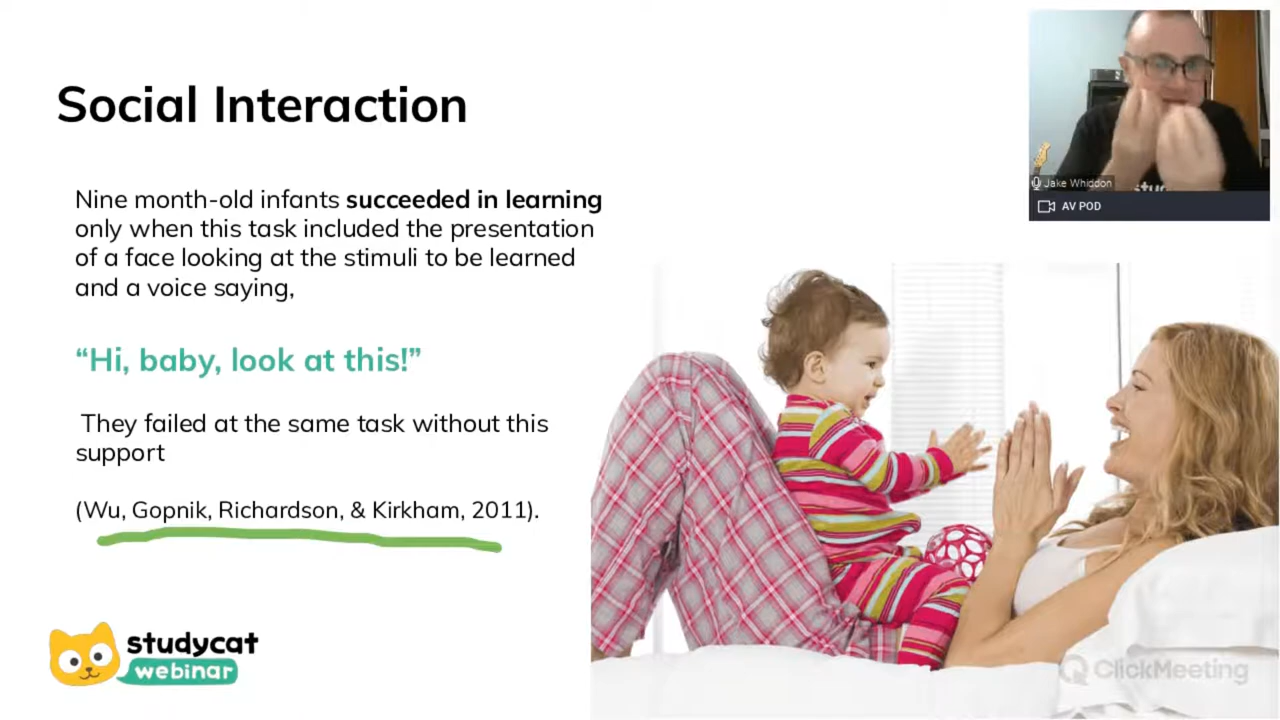 Social Interaction
Nine month-old infants succeeded in learning
only when this task included the presentation
of a face looking at the stimuli to be learned
and a voice saying,
“Hi, baby, look at this!”
They failed at the same task without this
support
(Wu, Gopnik, Richardson, & Kirkham, 2011).
studycat
webinar
Jake Whiddon
AV POD
ClickMeeting